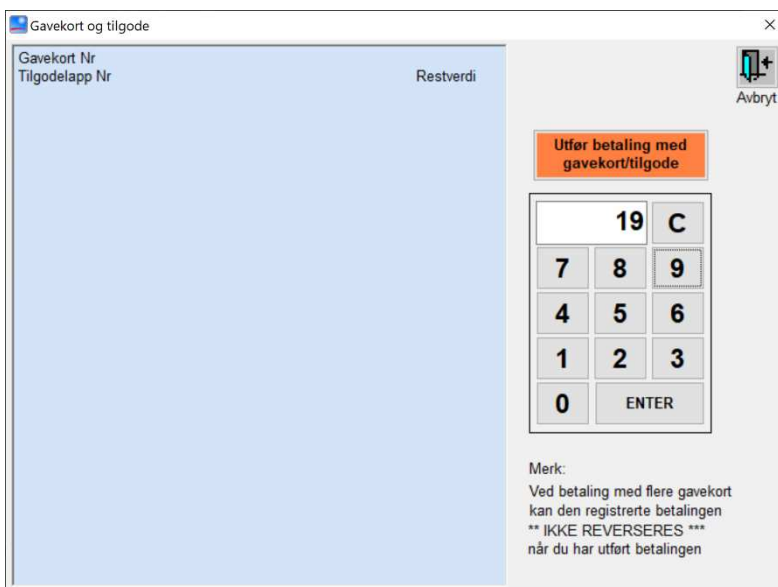 Gavekort og tilgode
Gavekort Nr
Tilgodelapp Nr Restverdi
Avbryt
Utfør betaling med
gavekort/tilgode
19 C
7 8 9
4 5 6
1 2 3
0 ENTER
Merk:
Ved betaling med flere gavekort
kan den registrerte betalingen
** IKKE REVERSERES ***
når du har utført betalingen